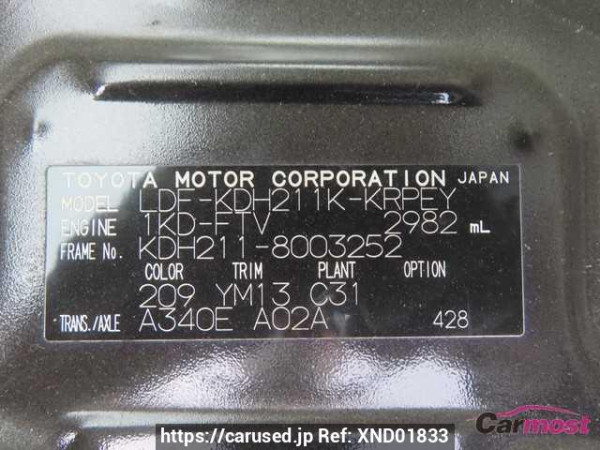 TOYOTA MOTOR CORPORATION JAPAN
MODEL LDF-KDH211K-KRPEY
ENGINE 1KD-FTV 2982 mL
FRAME No. KDH211-8003252
COLOR TRIM PLANT OPTION
209 YM13 C31
TRANS./AXLE A340E A02A 428
Carmost
https://carused.jp Ref: XND01833